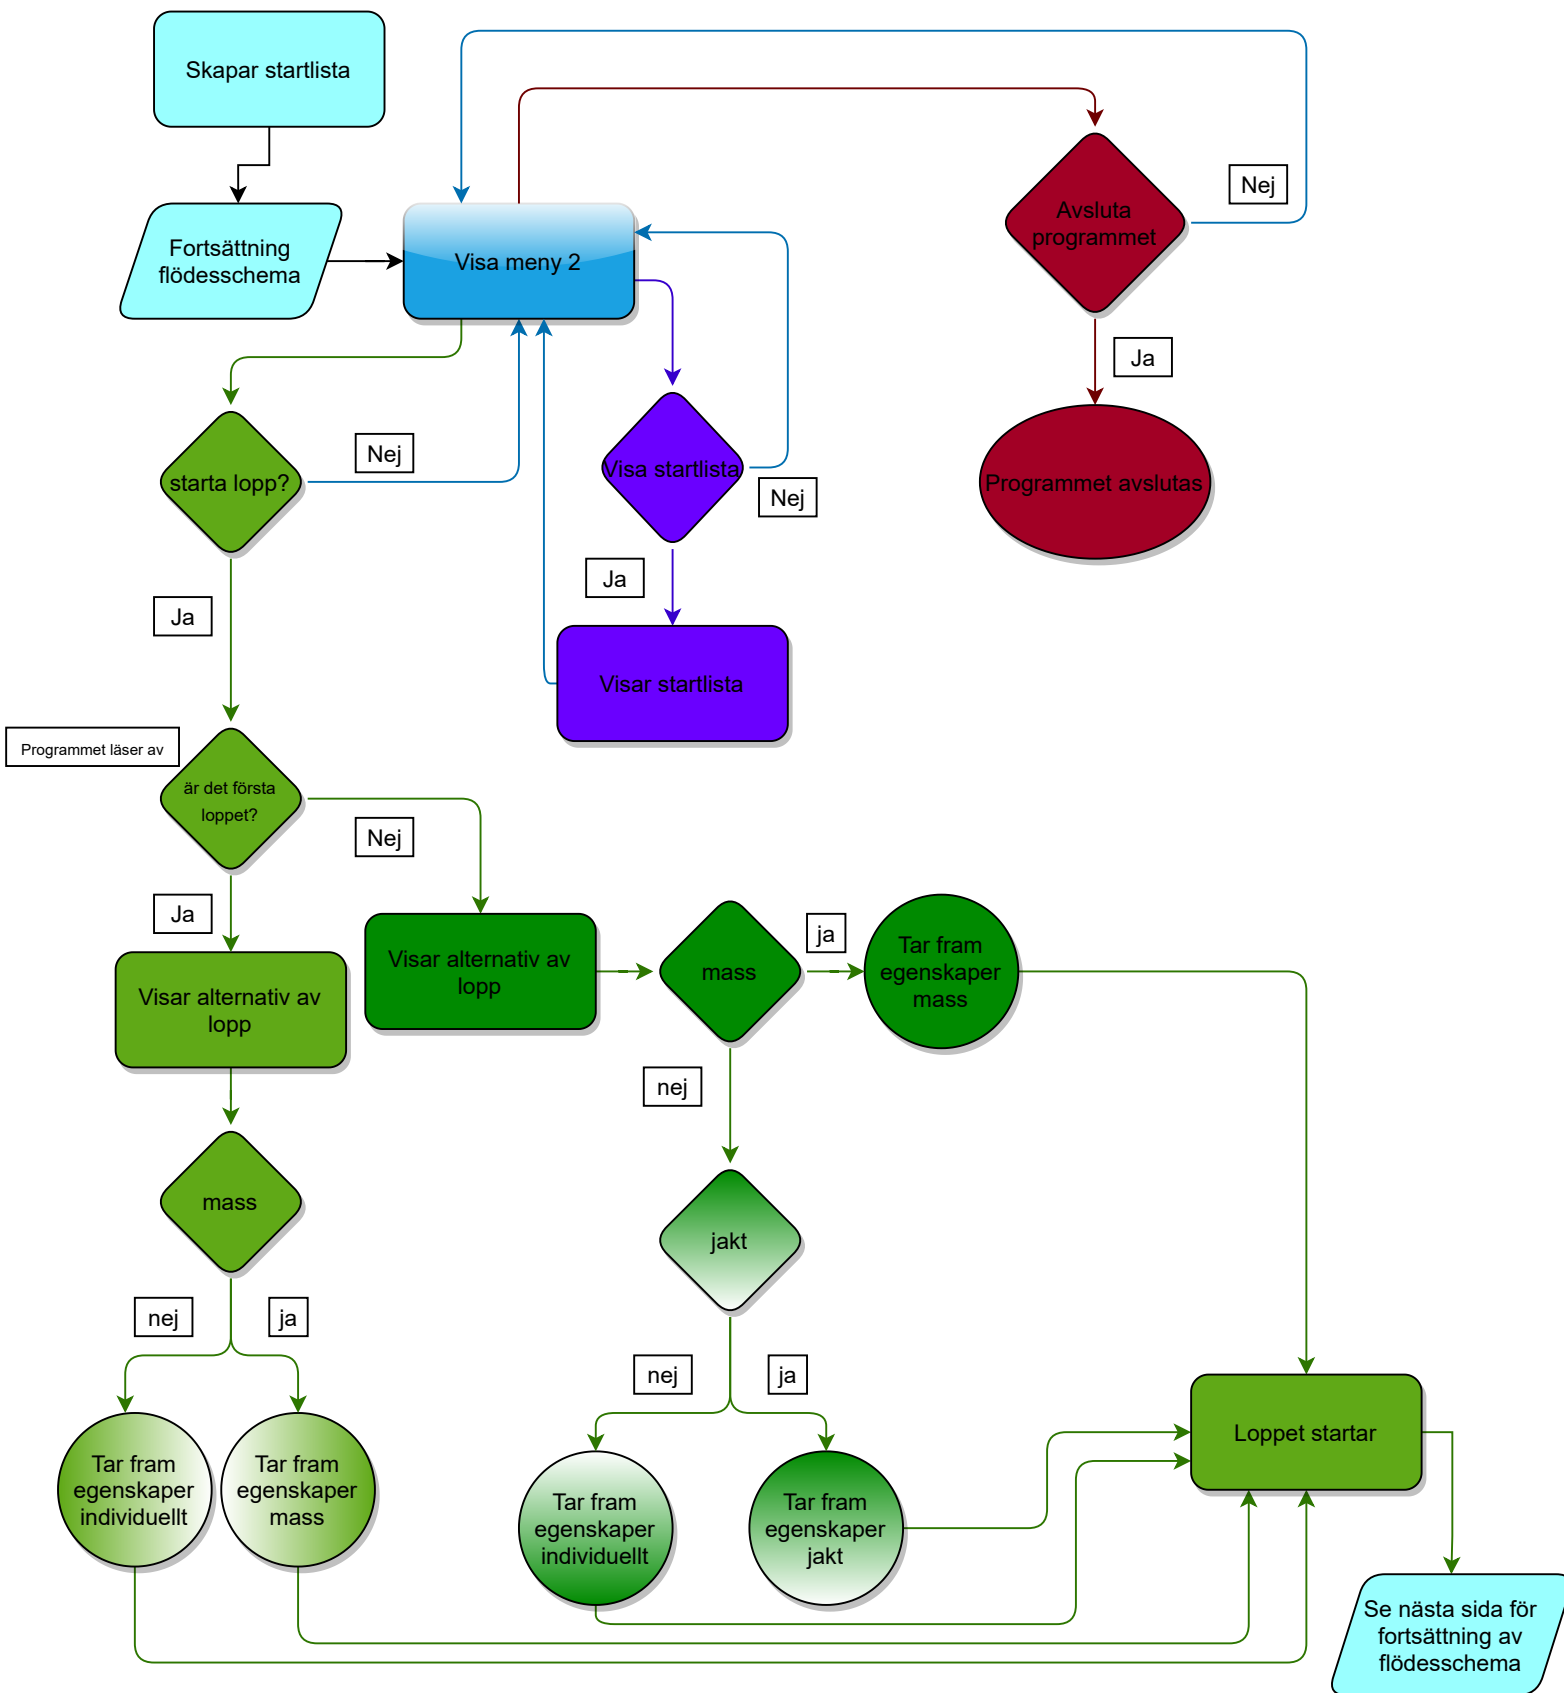 Skapar startlista
Fortsättning
flödesschema
Visa meny 2
Avsluta
programmet
Nej
Ja
Programmet avslutas
starta lopp?
Nej
Visa startlista
Nej
Ja
Visar startlista
Ja
Programmet läser av
är det första
loppet?
Nej
Ja
Visar alternativ av
lopp
Visar alternativ av
lopp
mass
ja
Tar fram
egenskaper
mass
nej
mass
jakt
nej
ja
nej
ja
Tar fram
egenskaper
individuellt
Tar fram
egenskaper
mass
Tar fram
egenskaper
individuellt
Tar fram
egenskaper
jakt
Loppet startar
Se nästa sida för
fortsättning av
flödesschema